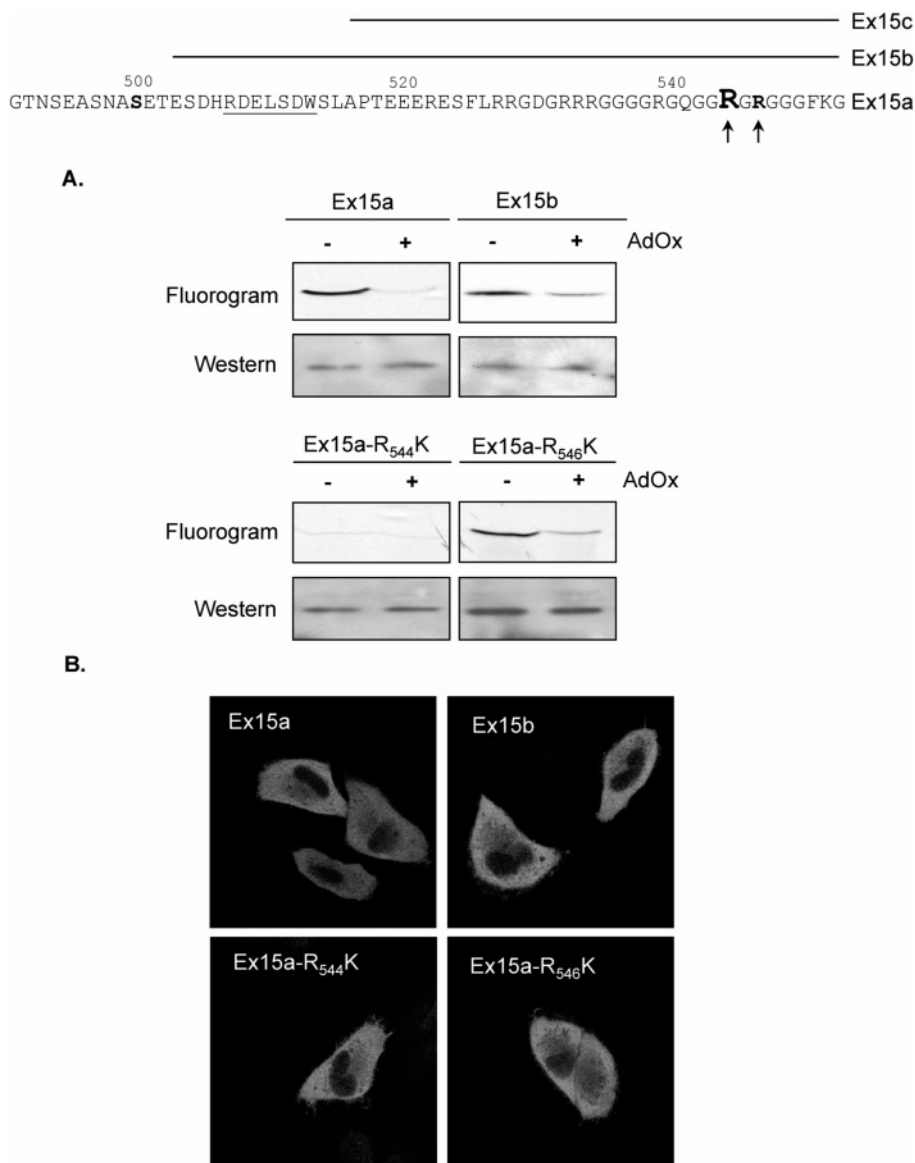 Ex15c
Ex15b
500 520 540
GTNSEASNASETESDHRDELSDWSLAPTEEERESFLRRGDGRRRGGGGRGQGGRGRGGGFKG Ex15a
A.
Ex15a Ex15b
- + - + AdOx
Fluorogram
Western
Ex15a-R544K Ex15a-R546K
- + - + AdOx
Fluorogram
Western
B.
Ex15a Ex15b
Ex15a-R544K Ex15a-R546K